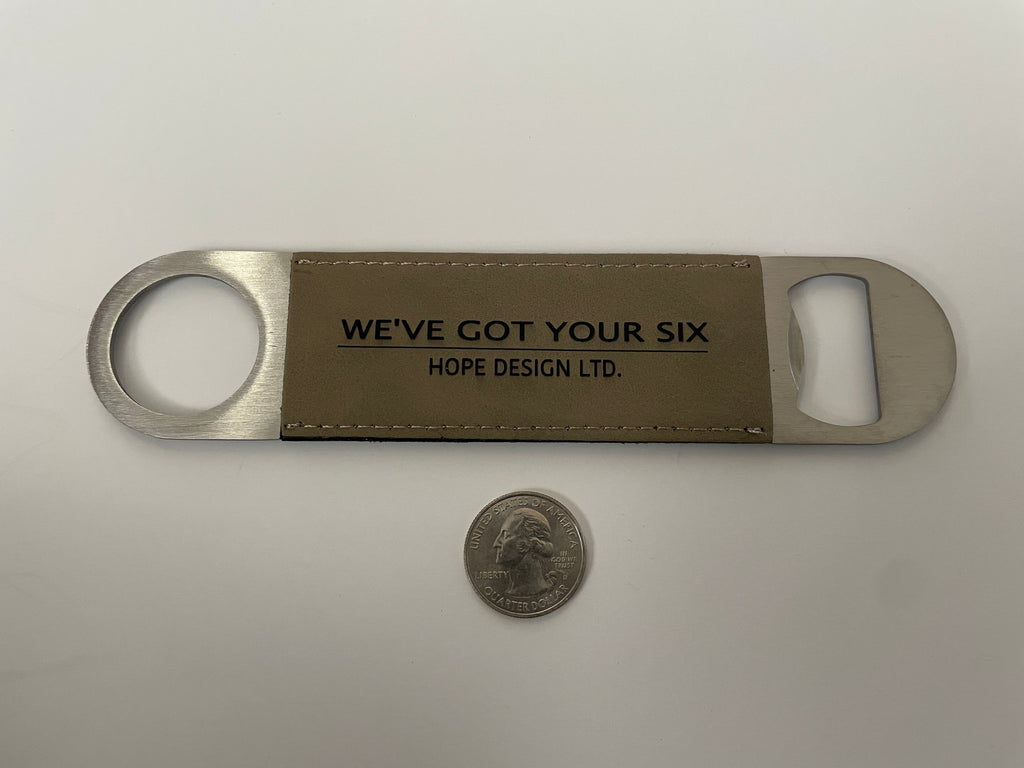 WE'VE GOT YOUR SIX
HOPE DESIGN LTD.
UNITED STATES OF AMERICA
LIBERTY
IN
GOD WE
TRUST
D
QUARTER DOLLAR